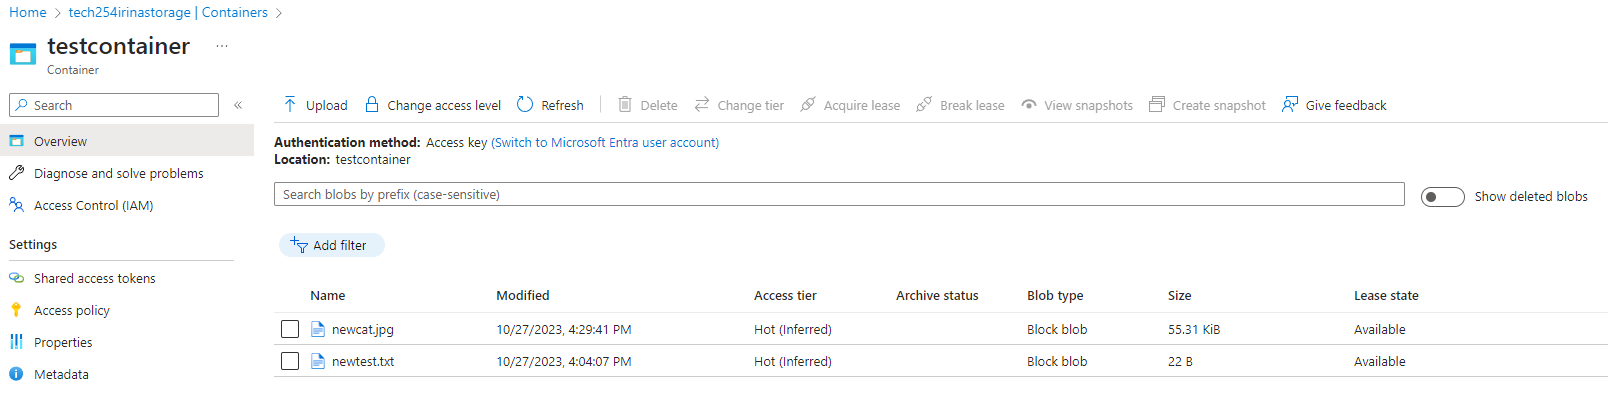 Home > tech254irinastorage | Containers >
testcontainer ...
Container
Search «
Upload Change access level Refresh Delete Change tier Acquire lease Break lease View snapshots Create snapshot Give feedback
Overview
Diagnose and solve problems
Access Control (IAM)
Settings
Shared access tokens
Access policy
Properties
Metadata
Authentication method: Access key (Switch to Microsoft Entra user account)
Location: testcontainer
Search blobs by prefix (case-sensitive)
Show deleted blobs
Add filter
Name Modified Access tier Archive status Blob type Size Lease state
newcat.jpg 10/27/2023, 4:29:41 PM Hot (Inferred) Block blob 55.31 KiB Available
newtest.txt 10/27/2023, 4:04:07 PM Hot (Inferred) Block blob 22 B Available